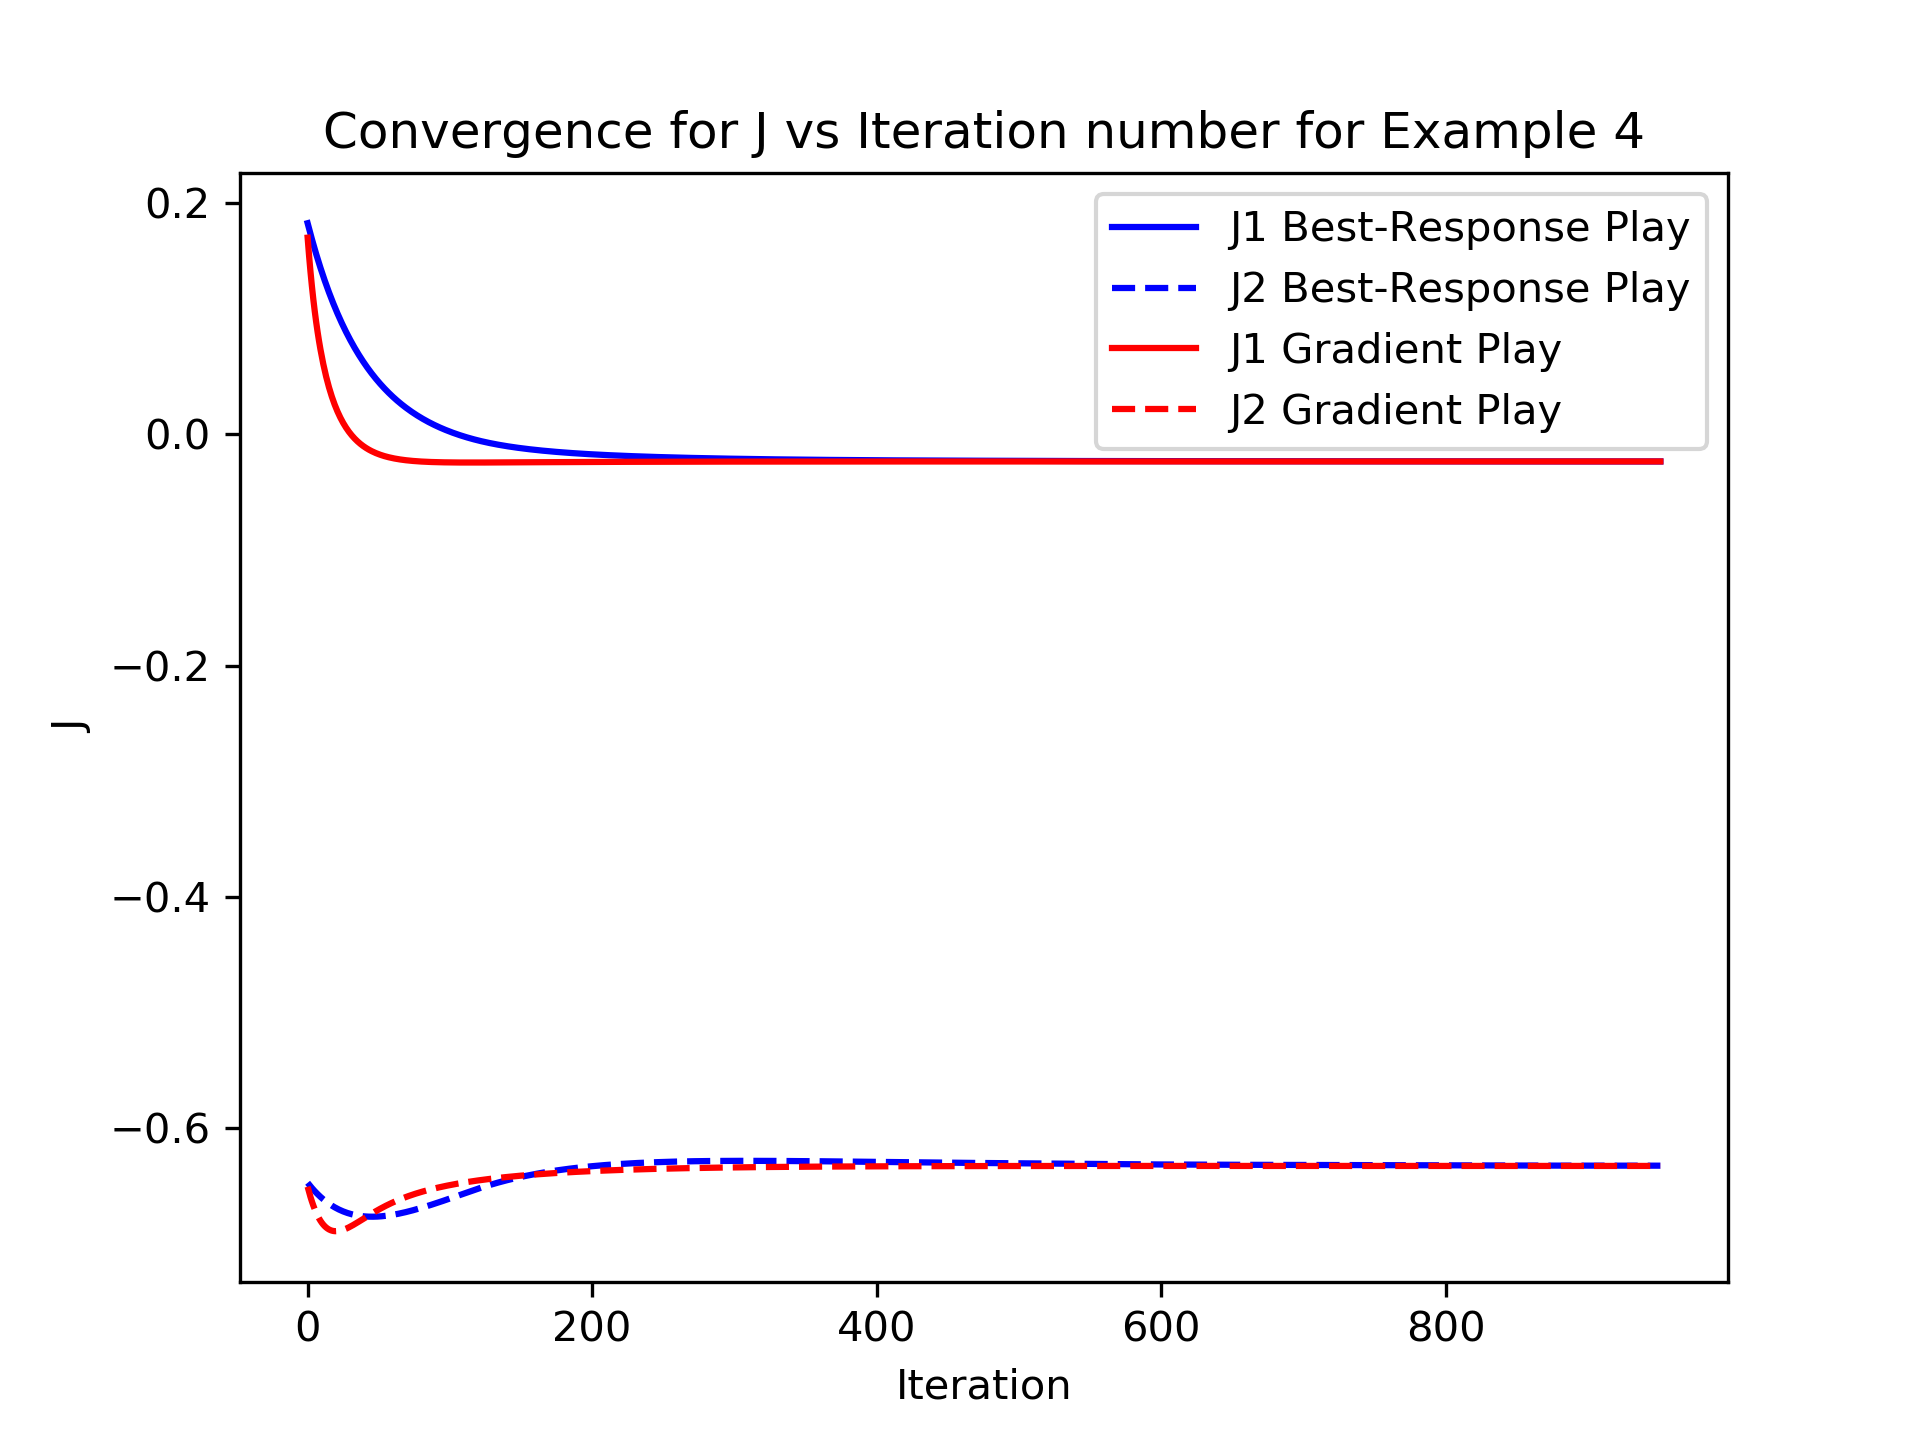 Convergence for J vs Iteration number for Example 4
J1 Best-Response Play
J2 Best-Response Play
J1 Gradient Play
J2 Gradient Play
0.2
0.0
−0.2
−0.4
−0.6
J
0 200 400 600 800
Iteration